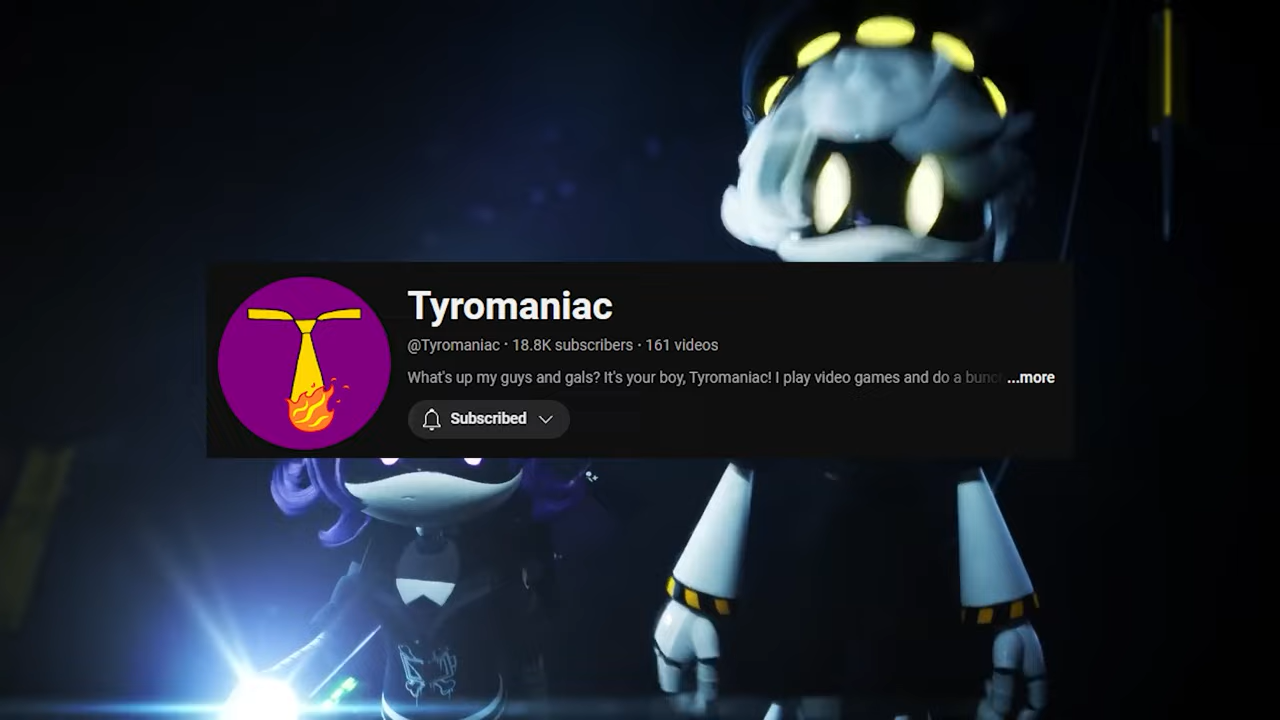 Tyromaniac
@Tyromaniac · 18.8K subscribers · 161 videos
What's up my guys and gals? It's your boy, Tyromaniac! I play video games and do a bunch ...more
Subscribed